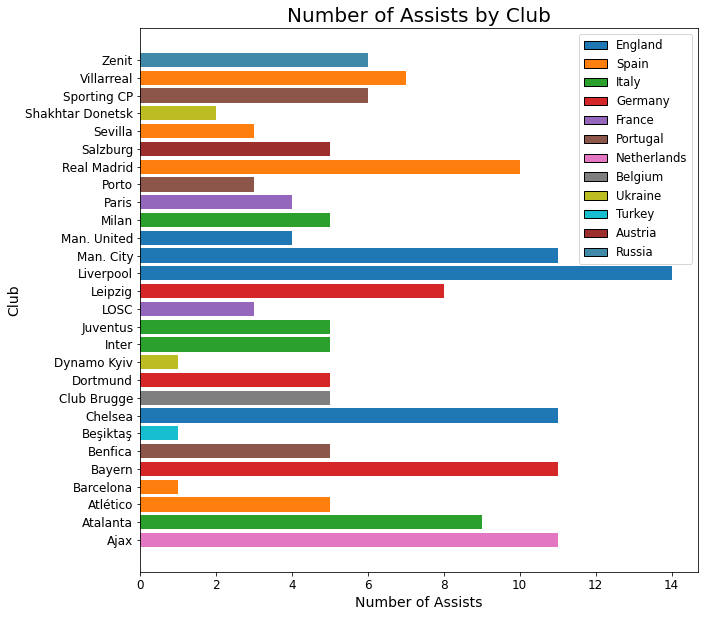 Number of Assists by Club
England
Spain
Italy
Germany
France
Portugal
Netherlands
Belgium
Ukraine
Turkey
Austria
Russia
Club
Zenit
Villarreal
Sporting CP
Shakhtar Donetsk
Sevilla
Salzburg
Real Madrid
Porto
Paris
Milan
Man. United
Man. City
Liverpool
Leipzig
LOSC
Juventus
Inter
Dynamo Kyiv
Dortmund
Club Brugge
Chelsea
Beşiktaş
Benfica
Bayern
Barcelona
Atlético
Atalanta
Ajax
0 2 4 6 8 10 12 14
Number of Assists